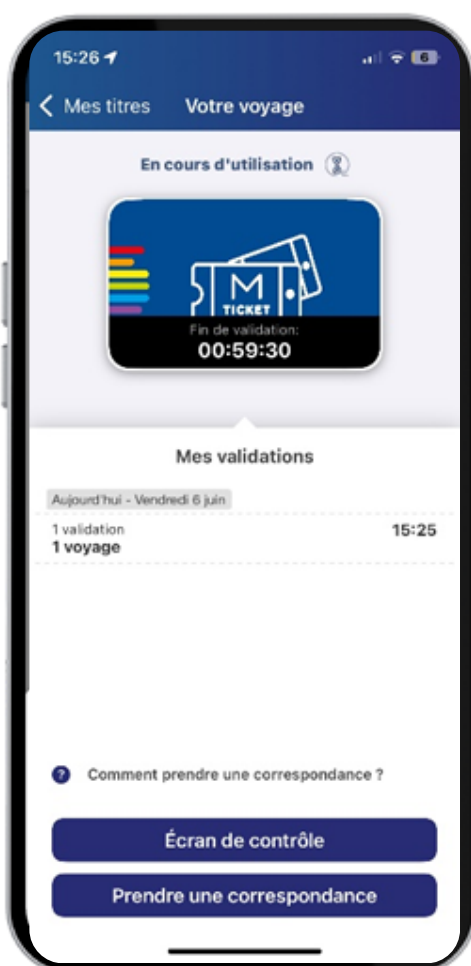 15:26
6
Mes titres Votre voyage
En cours d'utilisation
M
TICKET
Fin de validation:
00:59:30
Mes validations
Aujourd'hui - Vendredi 6 juin
1 validation 15:25
1 voyage
? Comment prendre une correspondance ?
Écran de contrôle
Prendre une correspondance